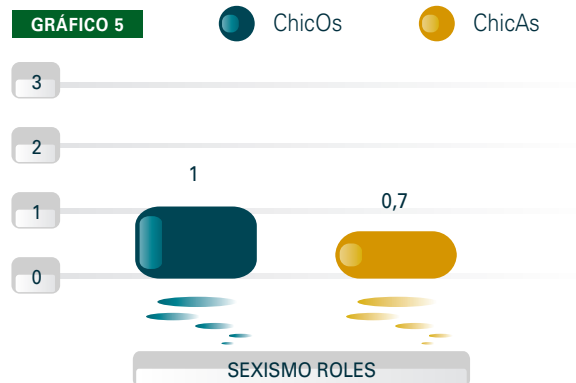 GRÁFICO 5
ChicOs
ChicAs
3
2
1
1
0,7
0
SEXISMO ROLES